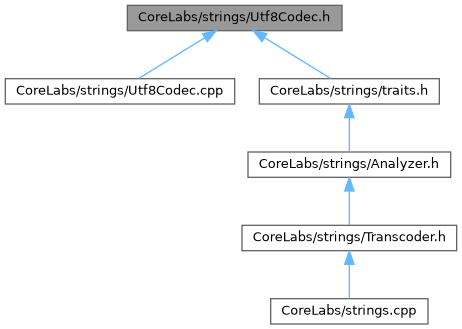 CoreLabs/strings/Utf8Codec.h
CoreLabs/strings/Utf8Codec.cpp
CoreLabs/strings/traits.h
CoreLabs/strings/Analyzer.h
CoreLabs/strings/Transcoder.h
CoreLabs/strings.cpp